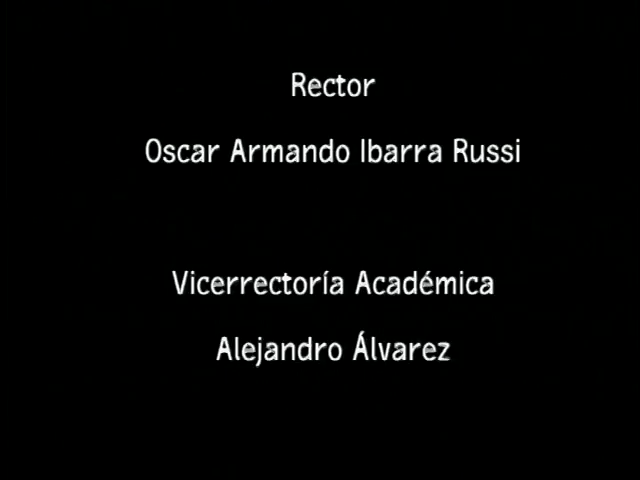 Rector
Oscar Armando Ibarra Russi
Vicerrectoría Académica
Alejandro Álvarez